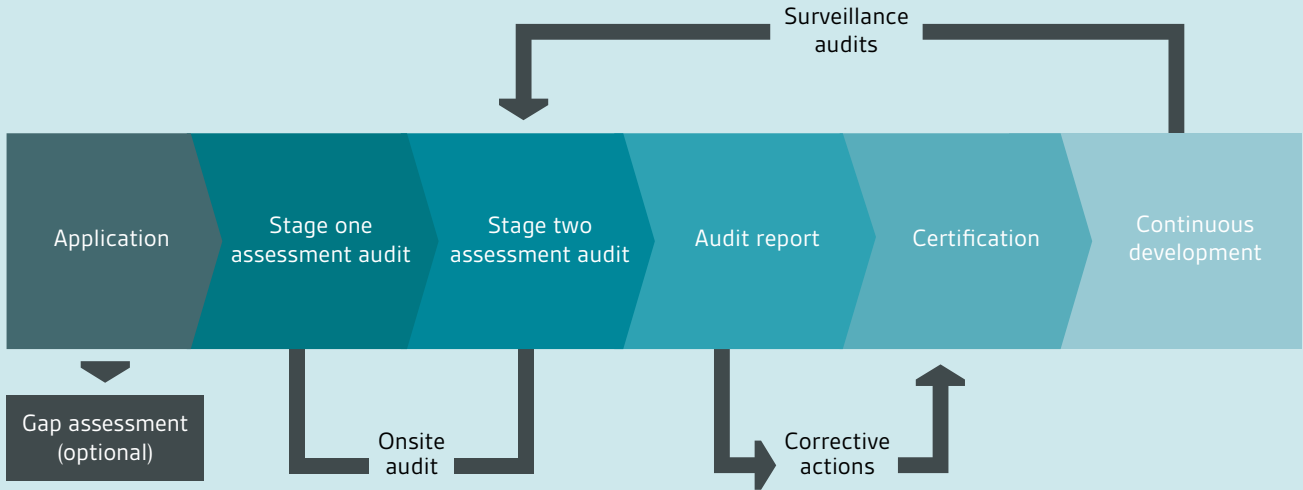 Surveillance
audits
Application
Stage one
assessment audit
Stage two
assessment audit
Audit report
Certification
Continuous
development
Gap assessment
(optional)
Onsite
audit
Corrective
actions